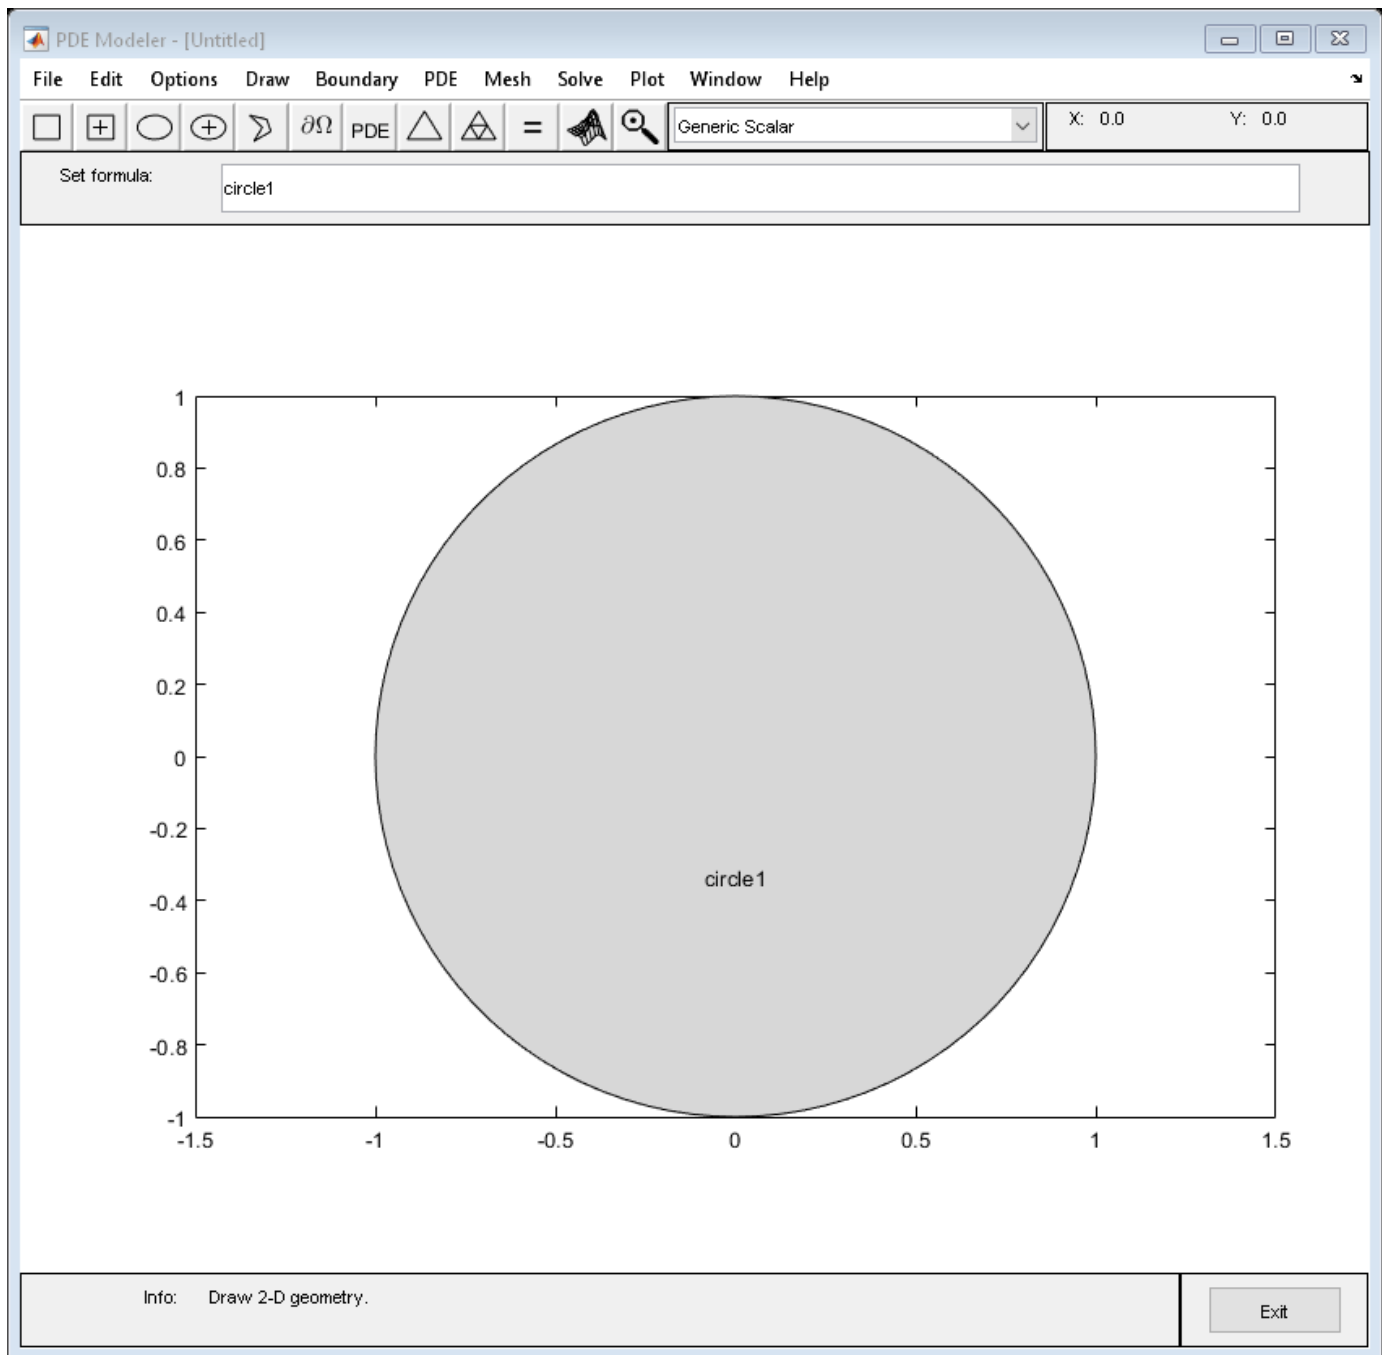 PDE Modeler - [Untitled]
File Edit Options Draw Boundary PDE Mesh Solve Plot Window Help
∂Ω PDE = Generic Scalar X: 0.0 Y: 0.0
Set formula: circle1
1
0.8
0.6
0.4
0.2
0
-0.2
circle1
-0.4
-0.6
-0.8
-1
-1.5 -1 -0.5 0 0.5 1 1.5
Info: Draw 2-D geometry.
Exit